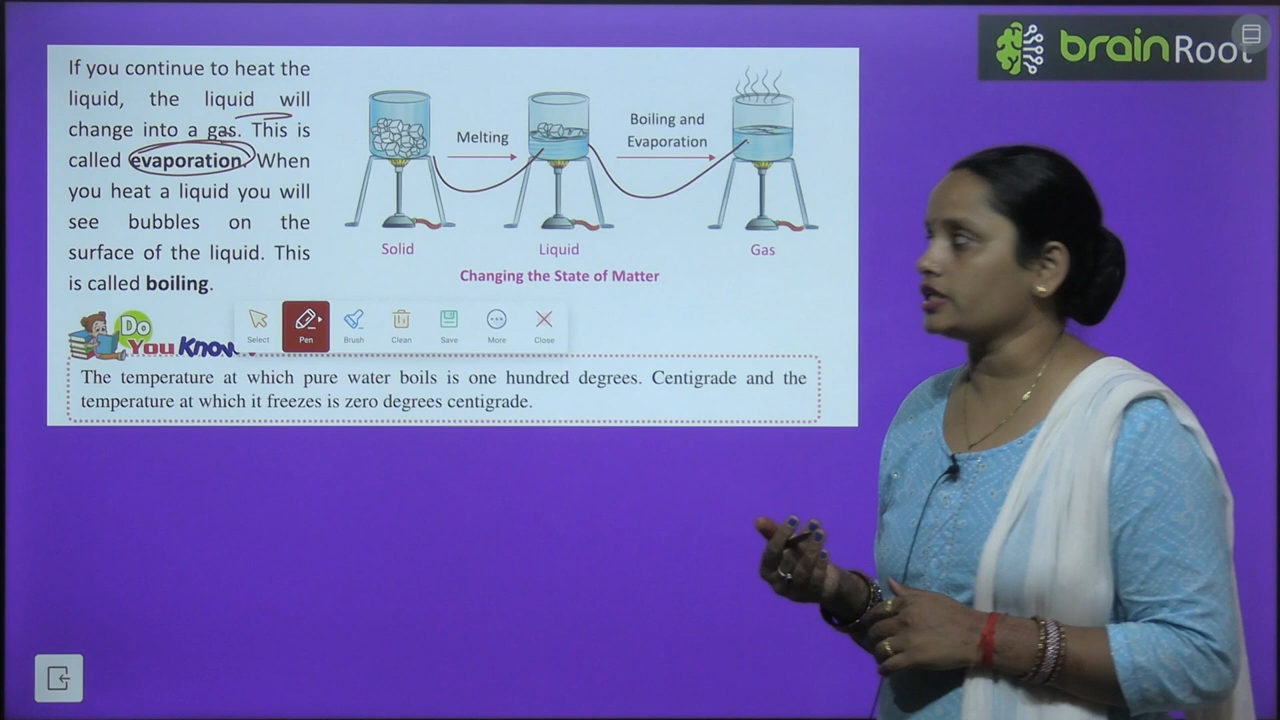 brainRoot
If you continue to heat the
liquid, the liquid will
change into a gas. This is
called evaporation. When
you heat a liquid you will
see bubbles on the
surface of the liquid. This
is called boiling.
Melting
Boiling and
Evaporation
Solid
Liquid
Gas
Changing the State of Matter
Select
Pen
Brush
Clean
Save
More
Close
Do
You Know
The temperature at which pure water boils is one hundred degrees. Centigrade and the
temperature at which it freezes is zero degrees centigrade.